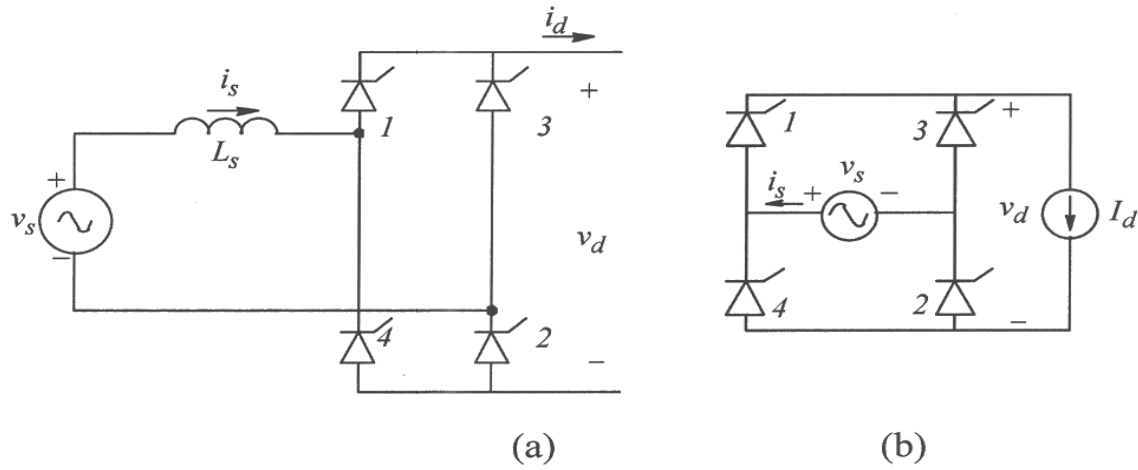 i_d
+
i_s
1
3
L_s
+
v_s
−
v_d
4
2
−
(a)
1
3
+
v_s
i_s
+
−
v_d
I_d
4
2
−
(b)